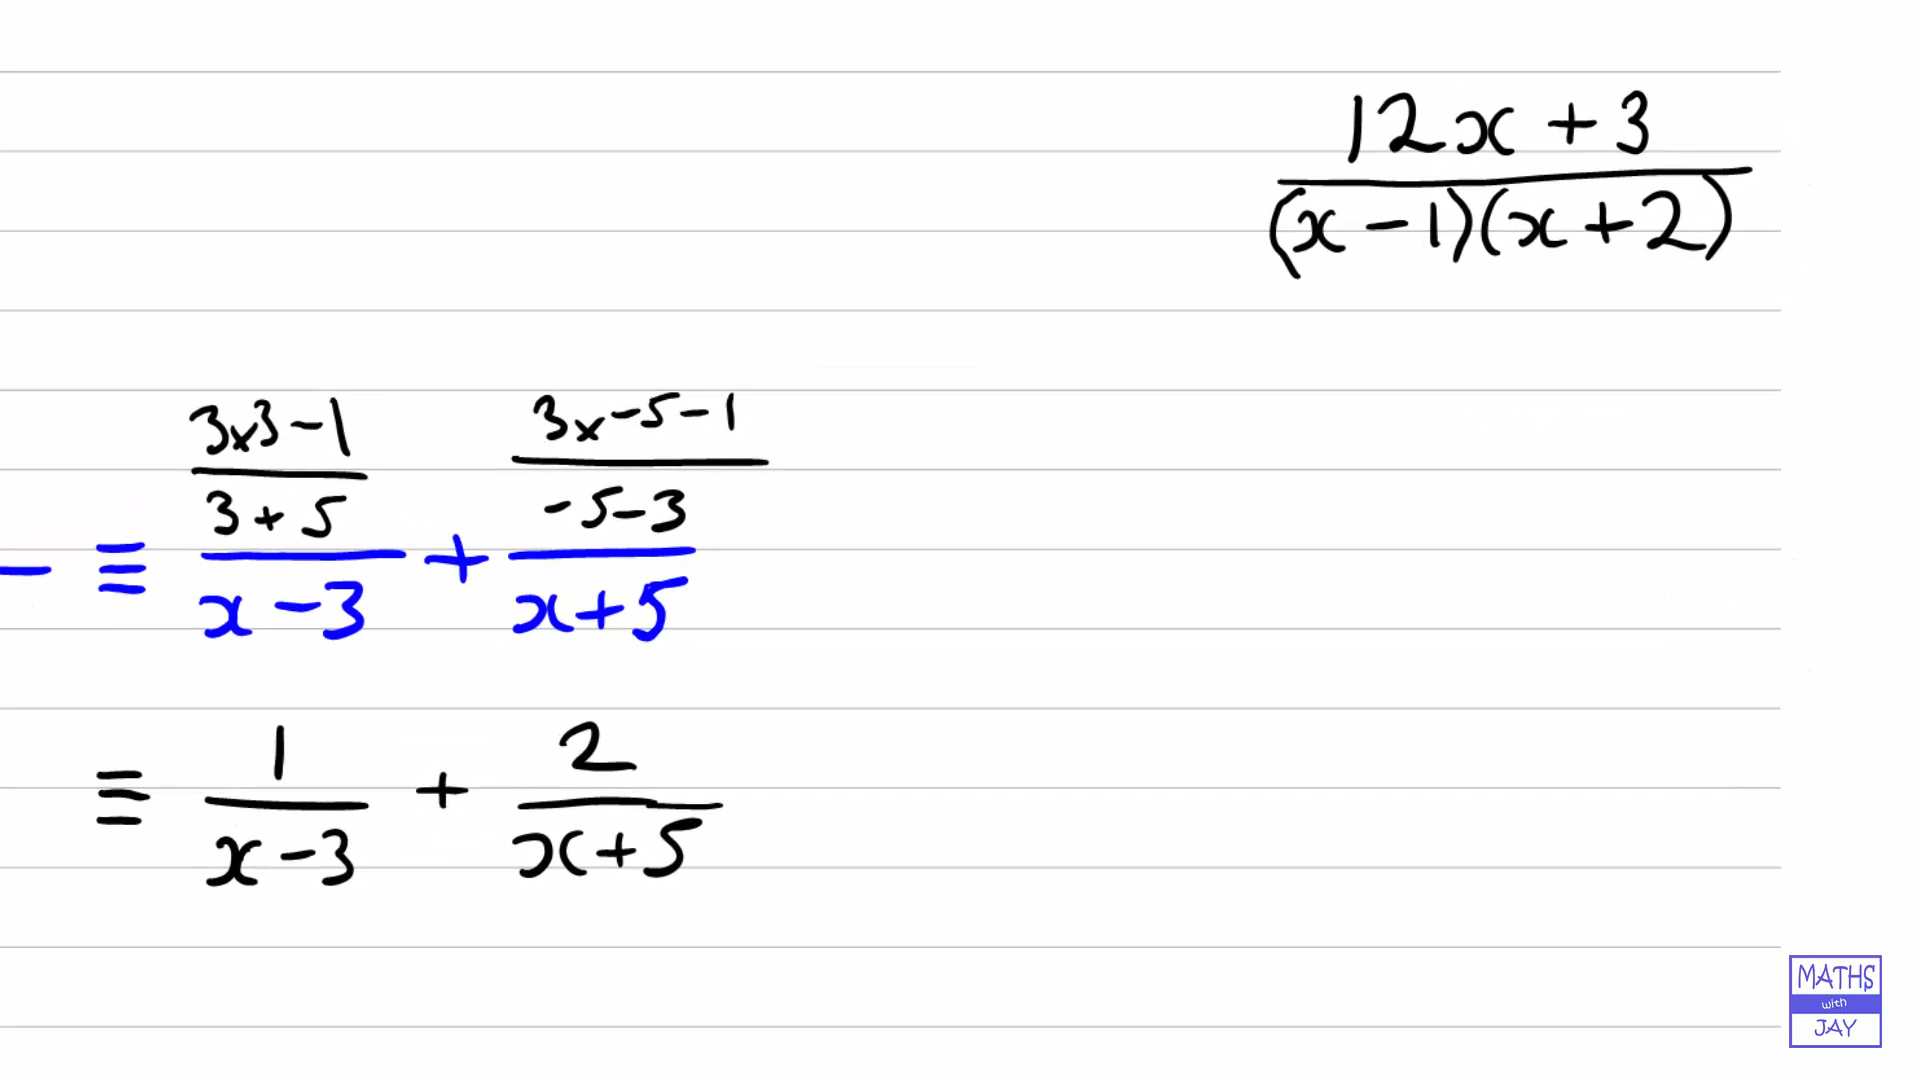 12x + 3
(x - 1)(x + 2)
3x3 - 1
3 + 5
x - 3
+
3x - 5 - 1
- 5 - 3
x + 5
≡
≡ 1
x - 3
+
2
x + 5
MATHS
with
JAY